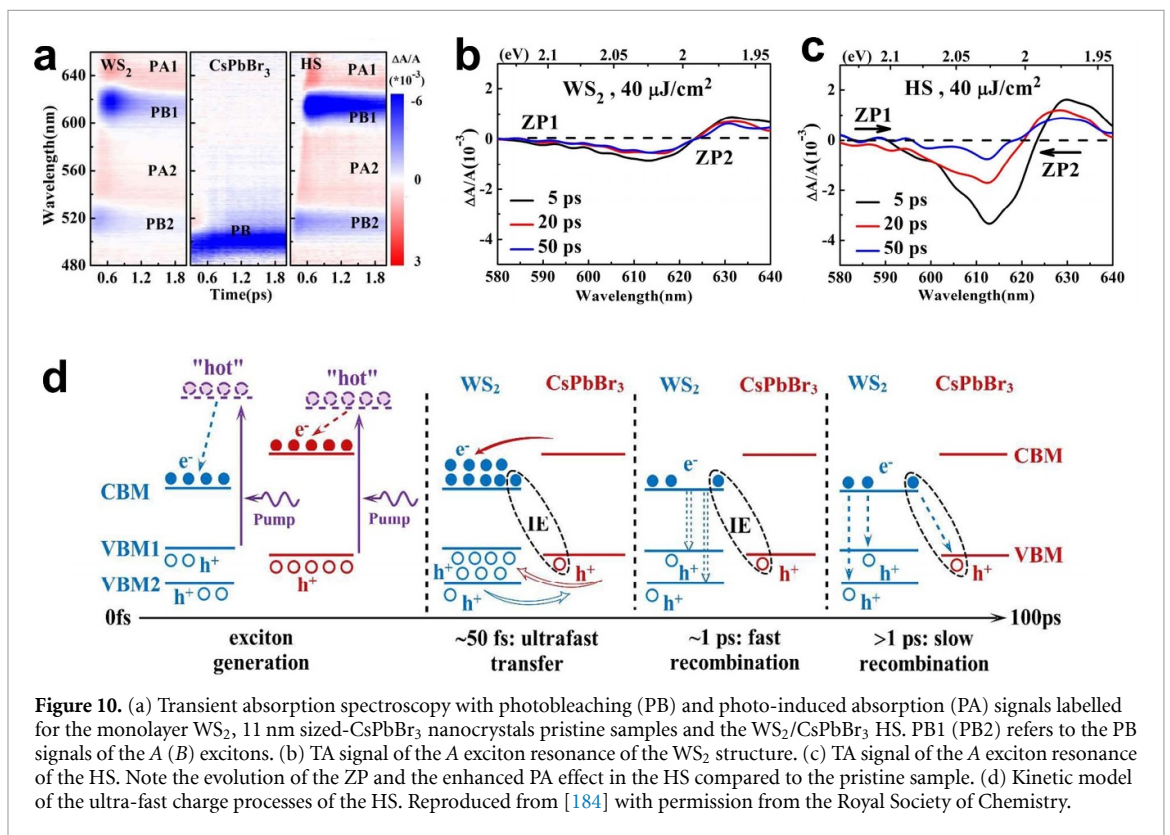 a
WS2 PA1
PB1
PA2
PB2
CsPbBr3
PB
HS PA1
PB1
PA2
PB2
ΔA/A
(*10-3)
-6
0
3
Wavelength(nm)
640
600
560
520
480
0.6 1.2 1.8 0.6 1.2 1.8 0.6 1.2 1.8
Time(ps)
b
(eV) 2.1 2.05 2 1.95
WS2, 40 μJ/cm2
ZP1
ZP2
5 ps
20 ps
50 ps
ΔA/A(10-3)
2
0
-2
-4
580 590 600 610 620 630 640
Wavelength(nm)
c
(eV) 2.1 2.05 2 1.95
HS, 40 μJ/cm2
ZP1
ZP2
5 ps
20 ps
50 ps
ΔA/A(10-3)
2
0
-2
-4
580 590 600 610 620 630 640
Wavelength(nm)
d
"hot"
"hot"
e-
e-
CBM
Pump
Pump
VBM1
h+
VBM2
h+
h+
WS2 CsPbBr3
e-
IE
h+
h+
h+
WS2 CsPbBr3
e-
IE
h+
h+
h+
WS2 CsPbBr3
e-
CBM
VBM
h+
h+
h+
0fs
100ps
exciton
generation
~50 fs: ultrafast
transfer
~1 ps: fast
recombination
>1 ps: slow
recombination
Figure 10. (a) Transient absorption spectroscopy with photobleaching (PB) and photo-induced absorption (PA) signals labelled
for the monolayer WS2, 11 nm sized-CsPbBr3 nanocrystals pristine samples and the WS2/CsPbBr3 HS. PB1 (PB2) refers to the PB
signals of the A (B) excitons. (b) TA signal of the A exciton resonance of the WS2 structure. (c) TA signal of the A exciton resonance
of the HS. Note the evolution of the ZP and the enhanced PA effect in the HS compared to the pristine sample. (d) Kinetic model
of the ultra-fast charge processes of the HS. Reproduced from [184] with permission from the Royal Society of Chemistry.